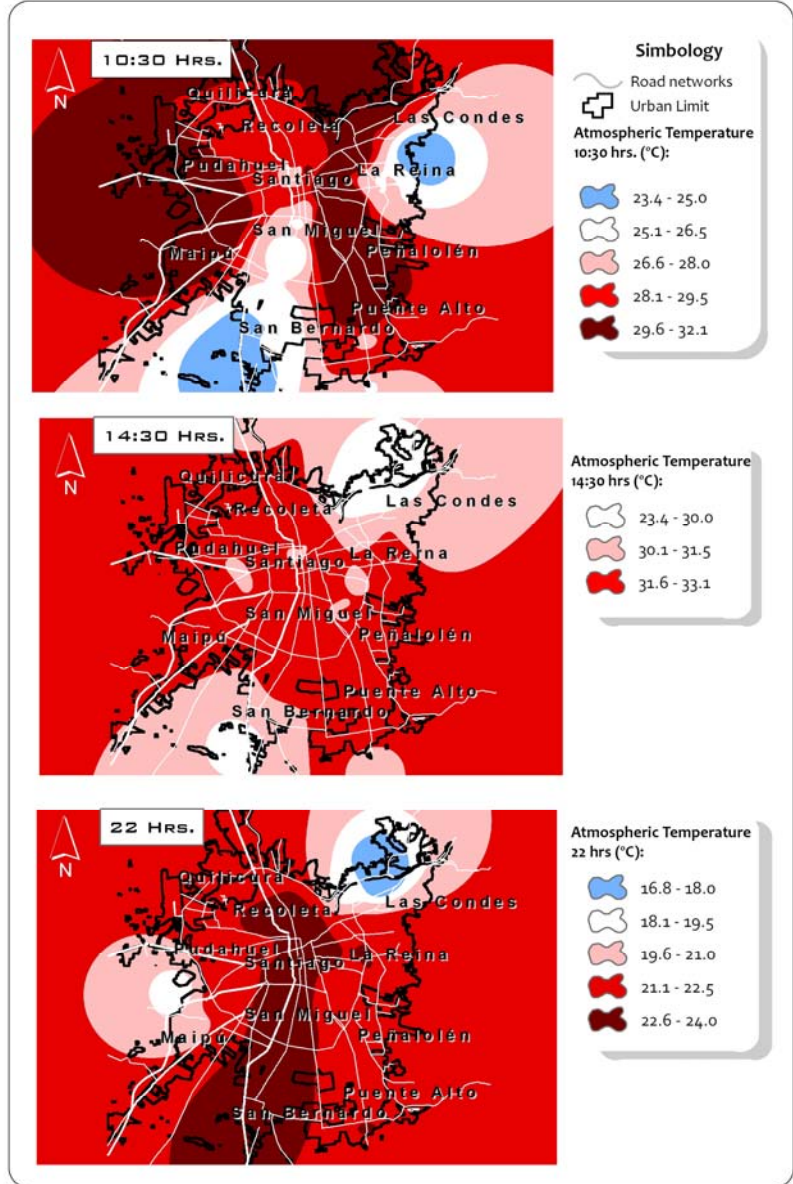 10:30 Hrs.
N
Quilicura
Recoleta
Las Condes
Pudahuel
Santiago
La Reina
San Miguel
Maipú
Peñalolén
Puente Alto
San Bernardo
Simbology
Road networks
Urban Limit
Atmospheric Temperature
10:30 hrs. (°C):
23.4 - 25.0
25.1 - 26.5
26.6 - 28.0
28.1 - 29.5
29.6 - 32.1
14:30 Hrs.
N
Quilicura
Recoleta
Las Condes
Pudahuel
Santiago
La Reina
San Miguel
Maipú
Peñalolén
Puente Alto
San Bernardo
Atmospheric Temperature
14:30 hrs (°C):
23.4 - 30.0
30.1 - 31.5
31.6 - 33.1
22 Hrs.
N
Quilicura
Recoleta
Las Condes
Pudahuel
Santiago
La Reina
San Miguel
Maipú
Peñalolén
Puente Alto
San Bernardo
Atmospheric Temperature
22 hrs (°C):
16.8 - 18.0
18.1 - 19.5
19.6 - 21.0
21.1 - 22.5
22.6 - 24.0